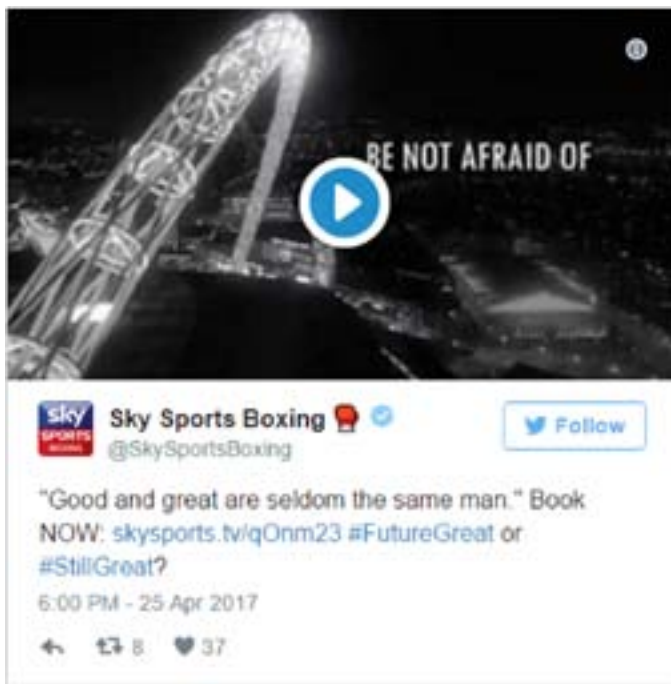 BE NOT AFRAID OF
sky
SPORTS
BOXING
Sky Sports Boxing
@SkySportsBoxing
Follow
"Good and great are seldom the same man." Book
NOW: skysports.tv/qOnm23 #FutureGreat or
#StillGreat?
6:00 PM - 25 Apr 2017
8
37